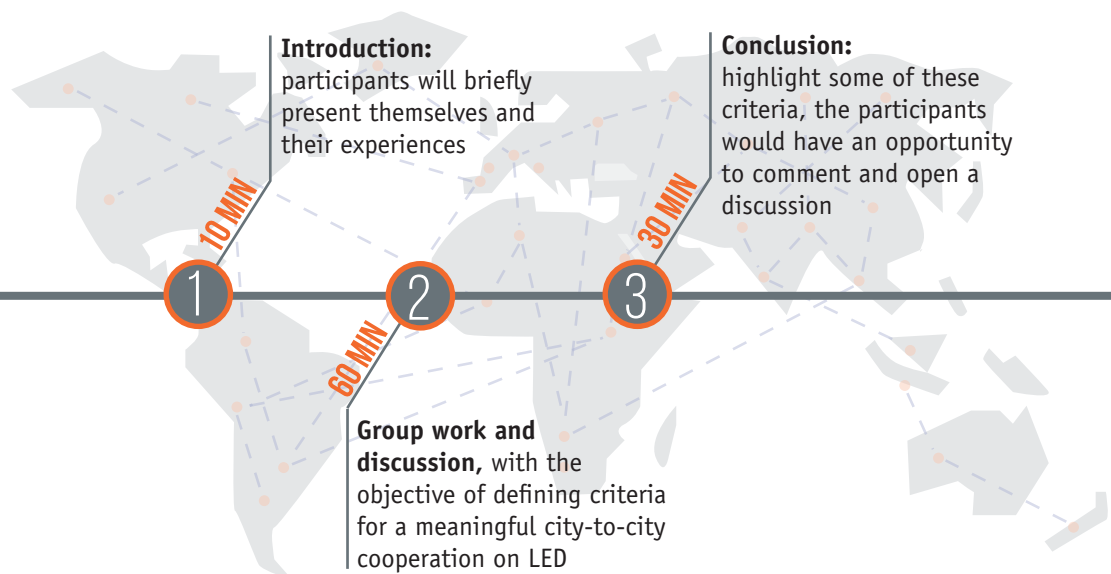 Introduction:
participants will briefly
present themselves and
their experiences
10 MIN
1
60 MIN
2
Group work and
discussion, with the
objective of defining criteria
for a meaningful city-to-city
cooperation on LED
Conclusion:
highlight some of these
criteria, the participants
would have an opportunity
to comment and open a
discussion
30 MIN
3